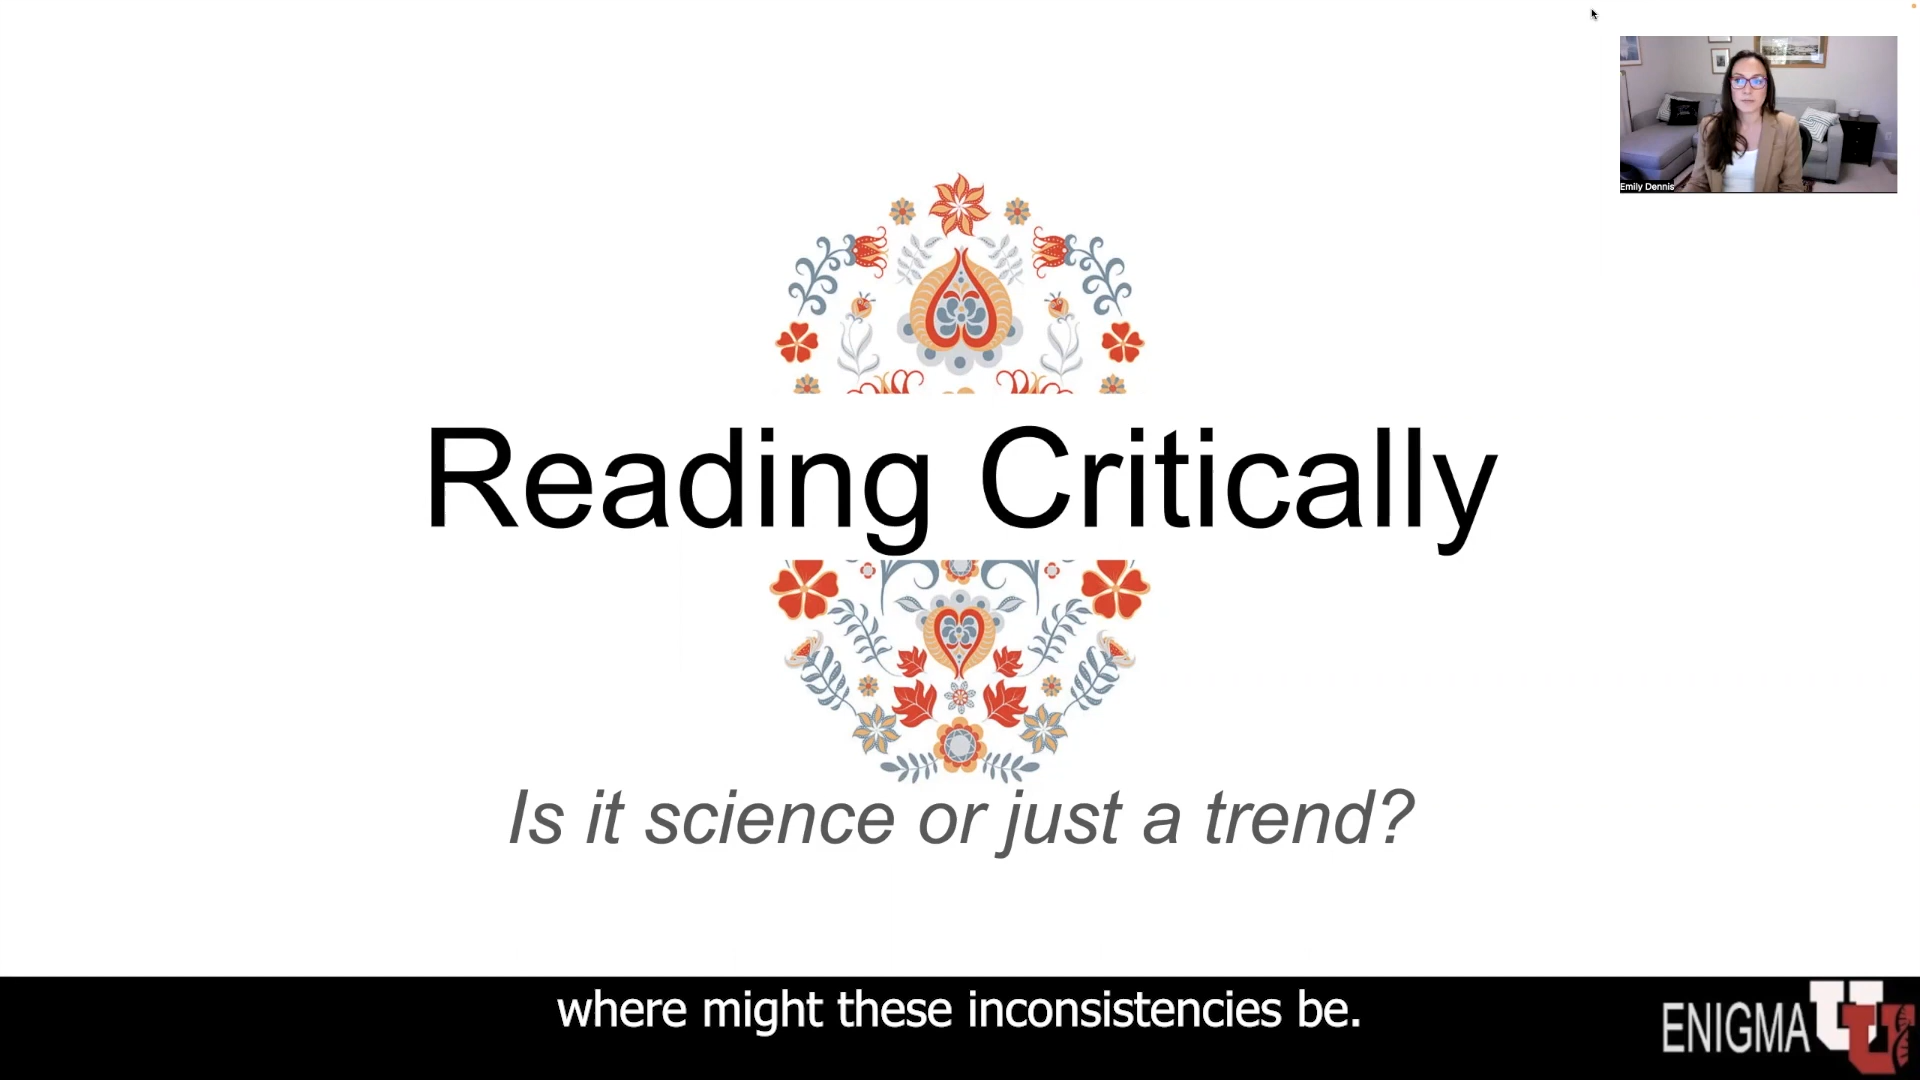 Emily Dennis
Reading Critically
Is it science or just a trend?
where might these inconsistencies be.
ENIGMA
U
U